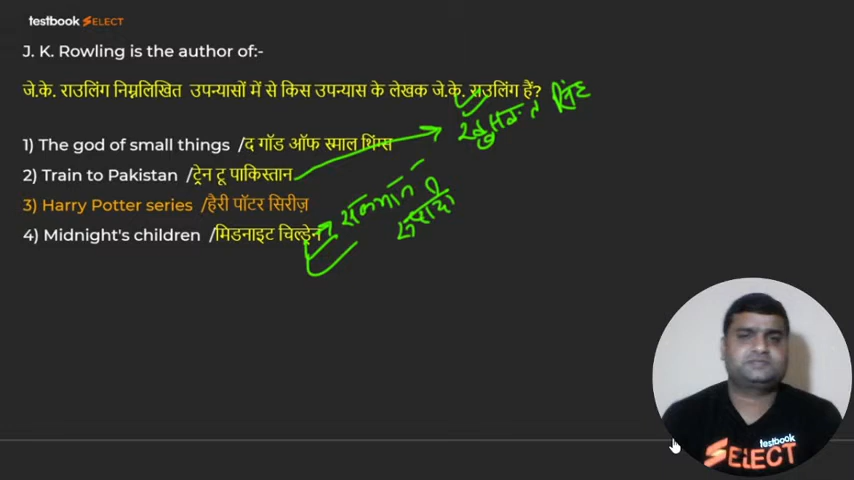 testbook SELECT
J. K. Rowling is the author of:-
जे.के. राउलिंग निम्नलिखित उपन्यासों में से किस उपन्यास के लेखक जे.के. राउलिंग हैं?
1) The god of small things /द गॉड ऑफ स्माल थिंग्स
2) Train to Pakistan /ट्रेन टू पाकिस्तान
3) Harry Potter series /हैरी पॉटर सिरीज़
4) Midnight's children /मिडनाइट चिल्ड्रेन
सिंह
सलमान
testbook
SELECT